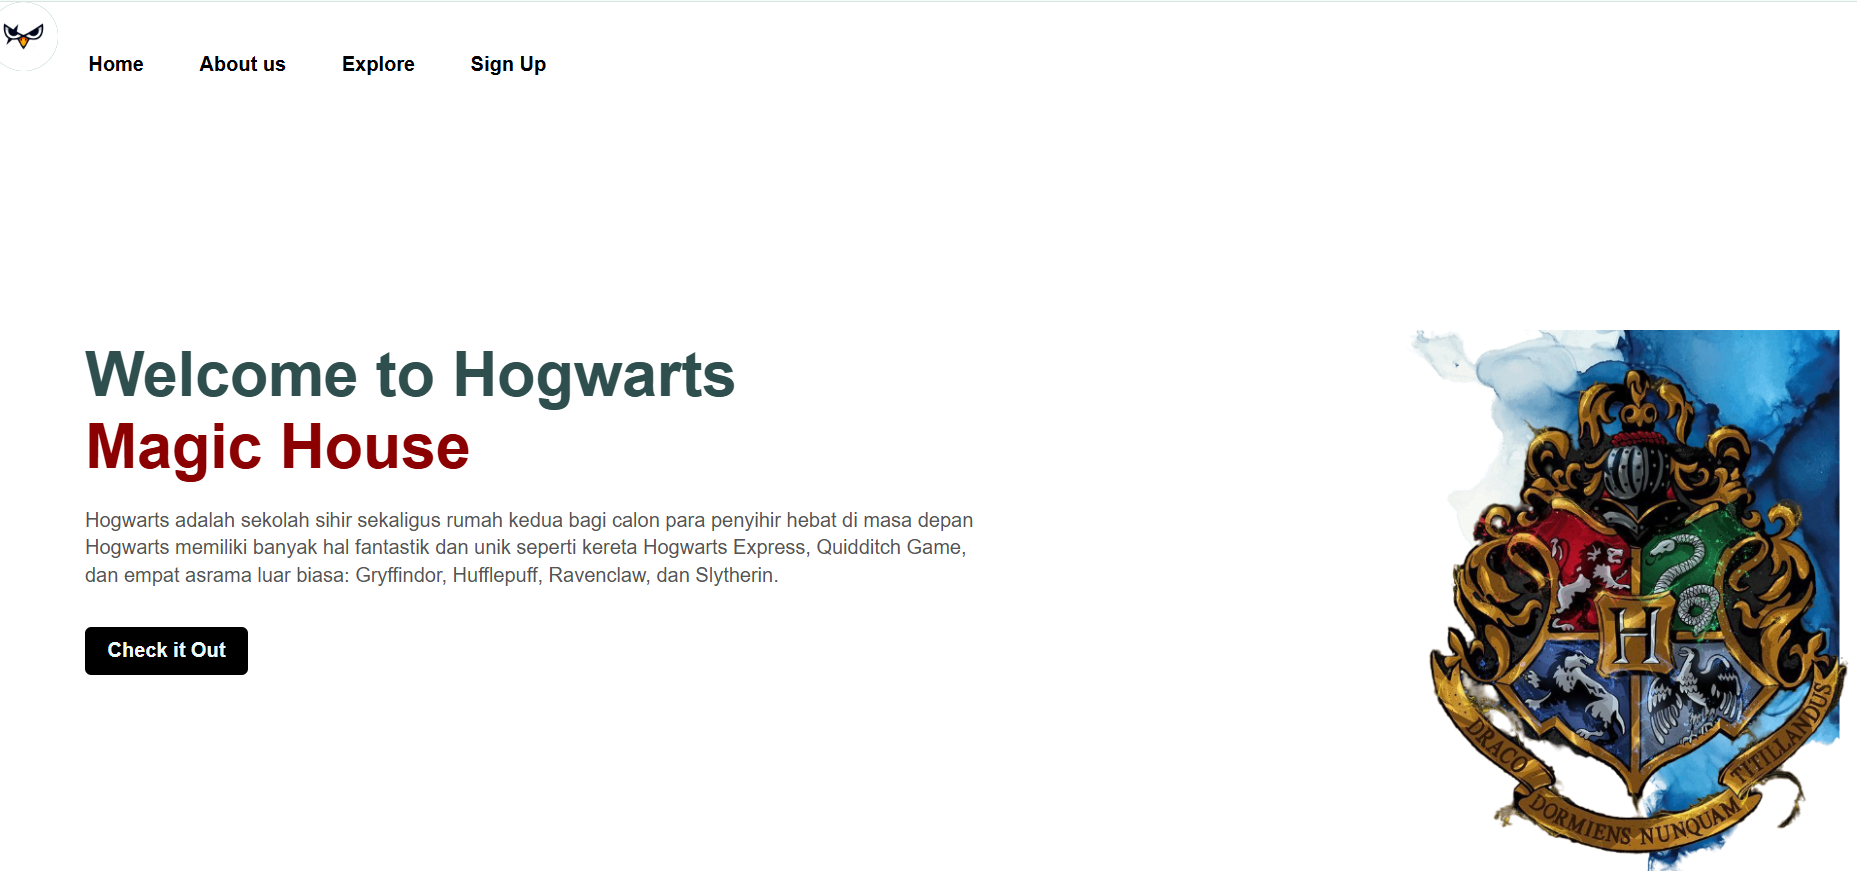 Home About us Explore Sign Up
Welcome to Hogwarts
Magic House
Hogwarts adalah sekolah sihir sekaligus rumah kedua bagi calon para penyihir hebat di masa depan
Hogwarts memiliki banyak hal fantastik dan unik seperti kereta Hogwarts Express, Quidditch Game,
dan empat asrama luar biasa: Gryffindor, Hufflepuff, Ravenclaw, dan Slytherin.
Check it Out
H
DRACO DORMIENS NUNQUAM TITILLANDUS